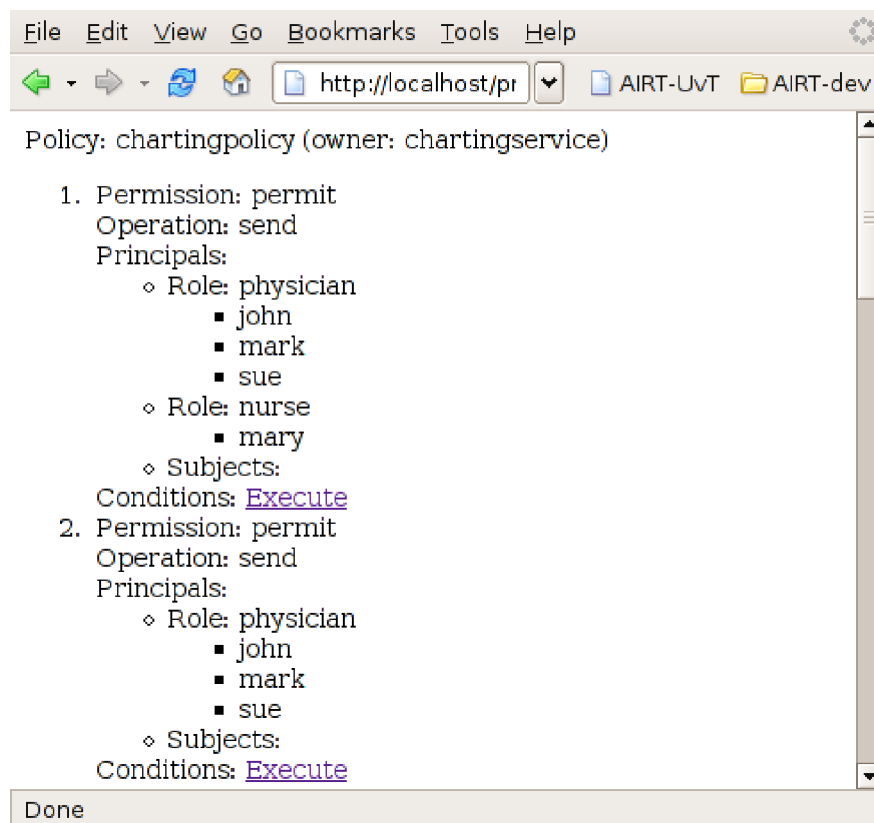 File Edit View Go Bookmarks Tools Help
http://localhost/pr AIRT-UvT AIRT-dev
Policy: chartingpolicy (owner: chartingservice)
1. Permission: permit
Operation: send
Principals:
Role: physician
john
mark
sue
Role: nurse
mary
Subjects:
Conditions: Execute
2. Permission: permit
Operation: send
Principals:
Role: physician
john
mark
sue
Subjects:
Conditions: Execute
Done